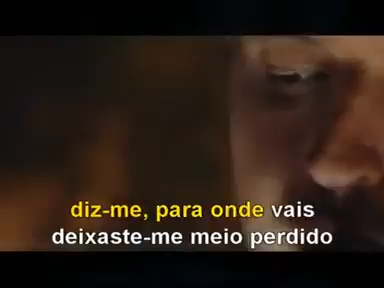 diz-me, para onde vais
deixaste-me meio perdido